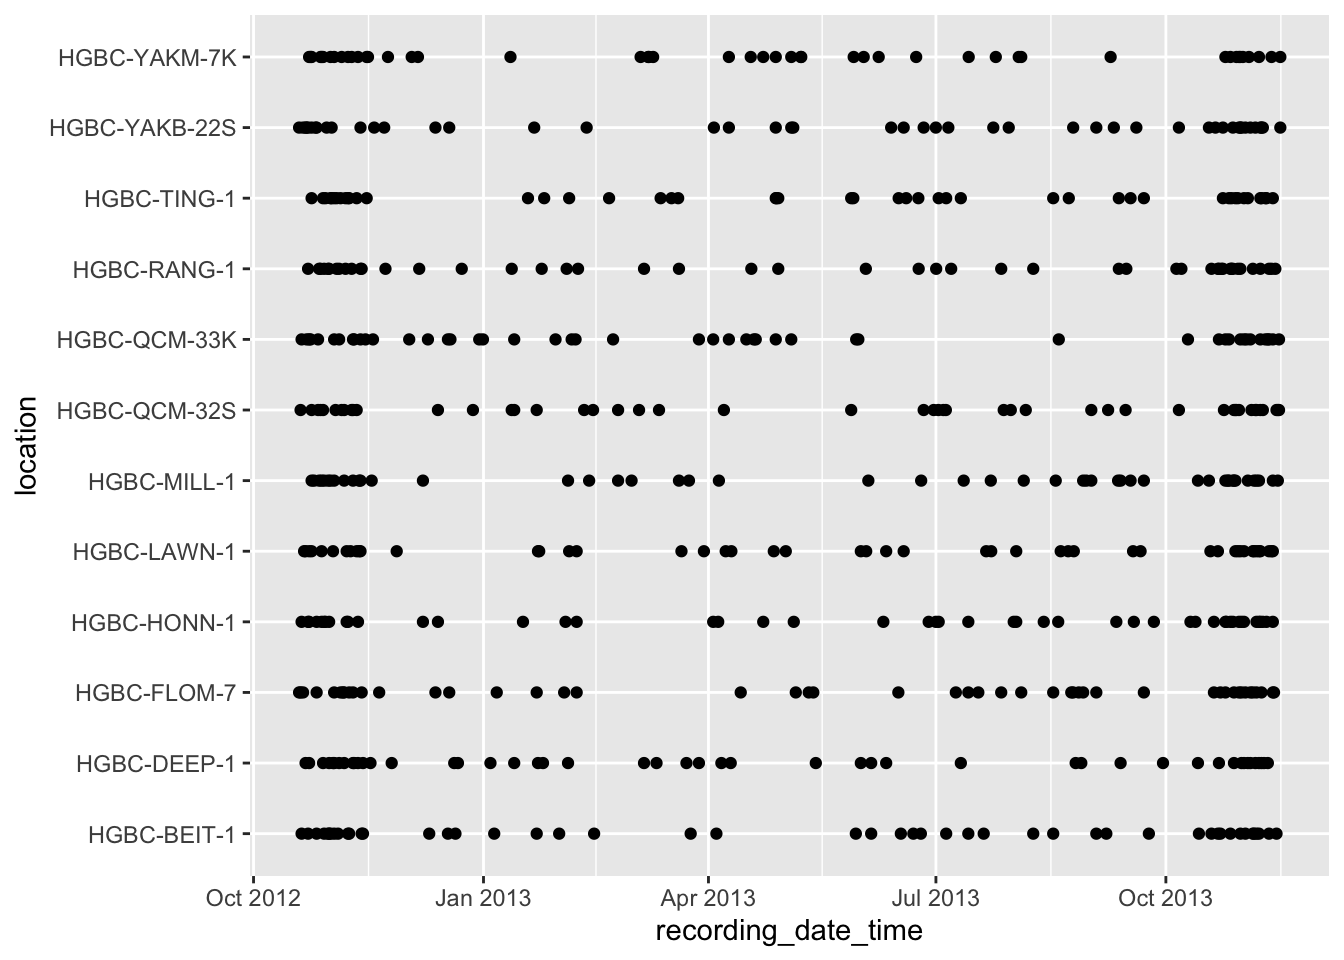 HGBC-YAKM-7K
HGBC-YAKB-22S
HGBC-TING-1
HGBC-RANG-1
HGBC-QCM-33K
HGBC-QCM-32S
HGBC-MILL-1
HGBC-LAWN-1
HGBC-HONN-1
HGBC-FLOM-7
HGBC-DEEP-1
HGBC-BEIT-1
location
Oct 2012 Jan 2013 Apr 2013 Jul 2013 Oct 2013
recording_date_time